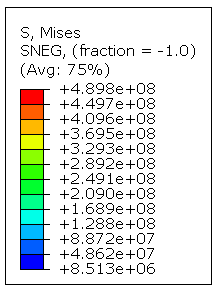 S, Mises
SNEG, (fraction = -1.0)
(Avg: 75%)
+4.898e+08
+4.497e+08
+4.096e+08
+3.695e+08
+3.293e+08
+2.892e+08
+2.491e+08
+2.090e+08
+1.689e+08
+1.288e+08
+8.872e+07
+4.862e+07
+8.513e+06